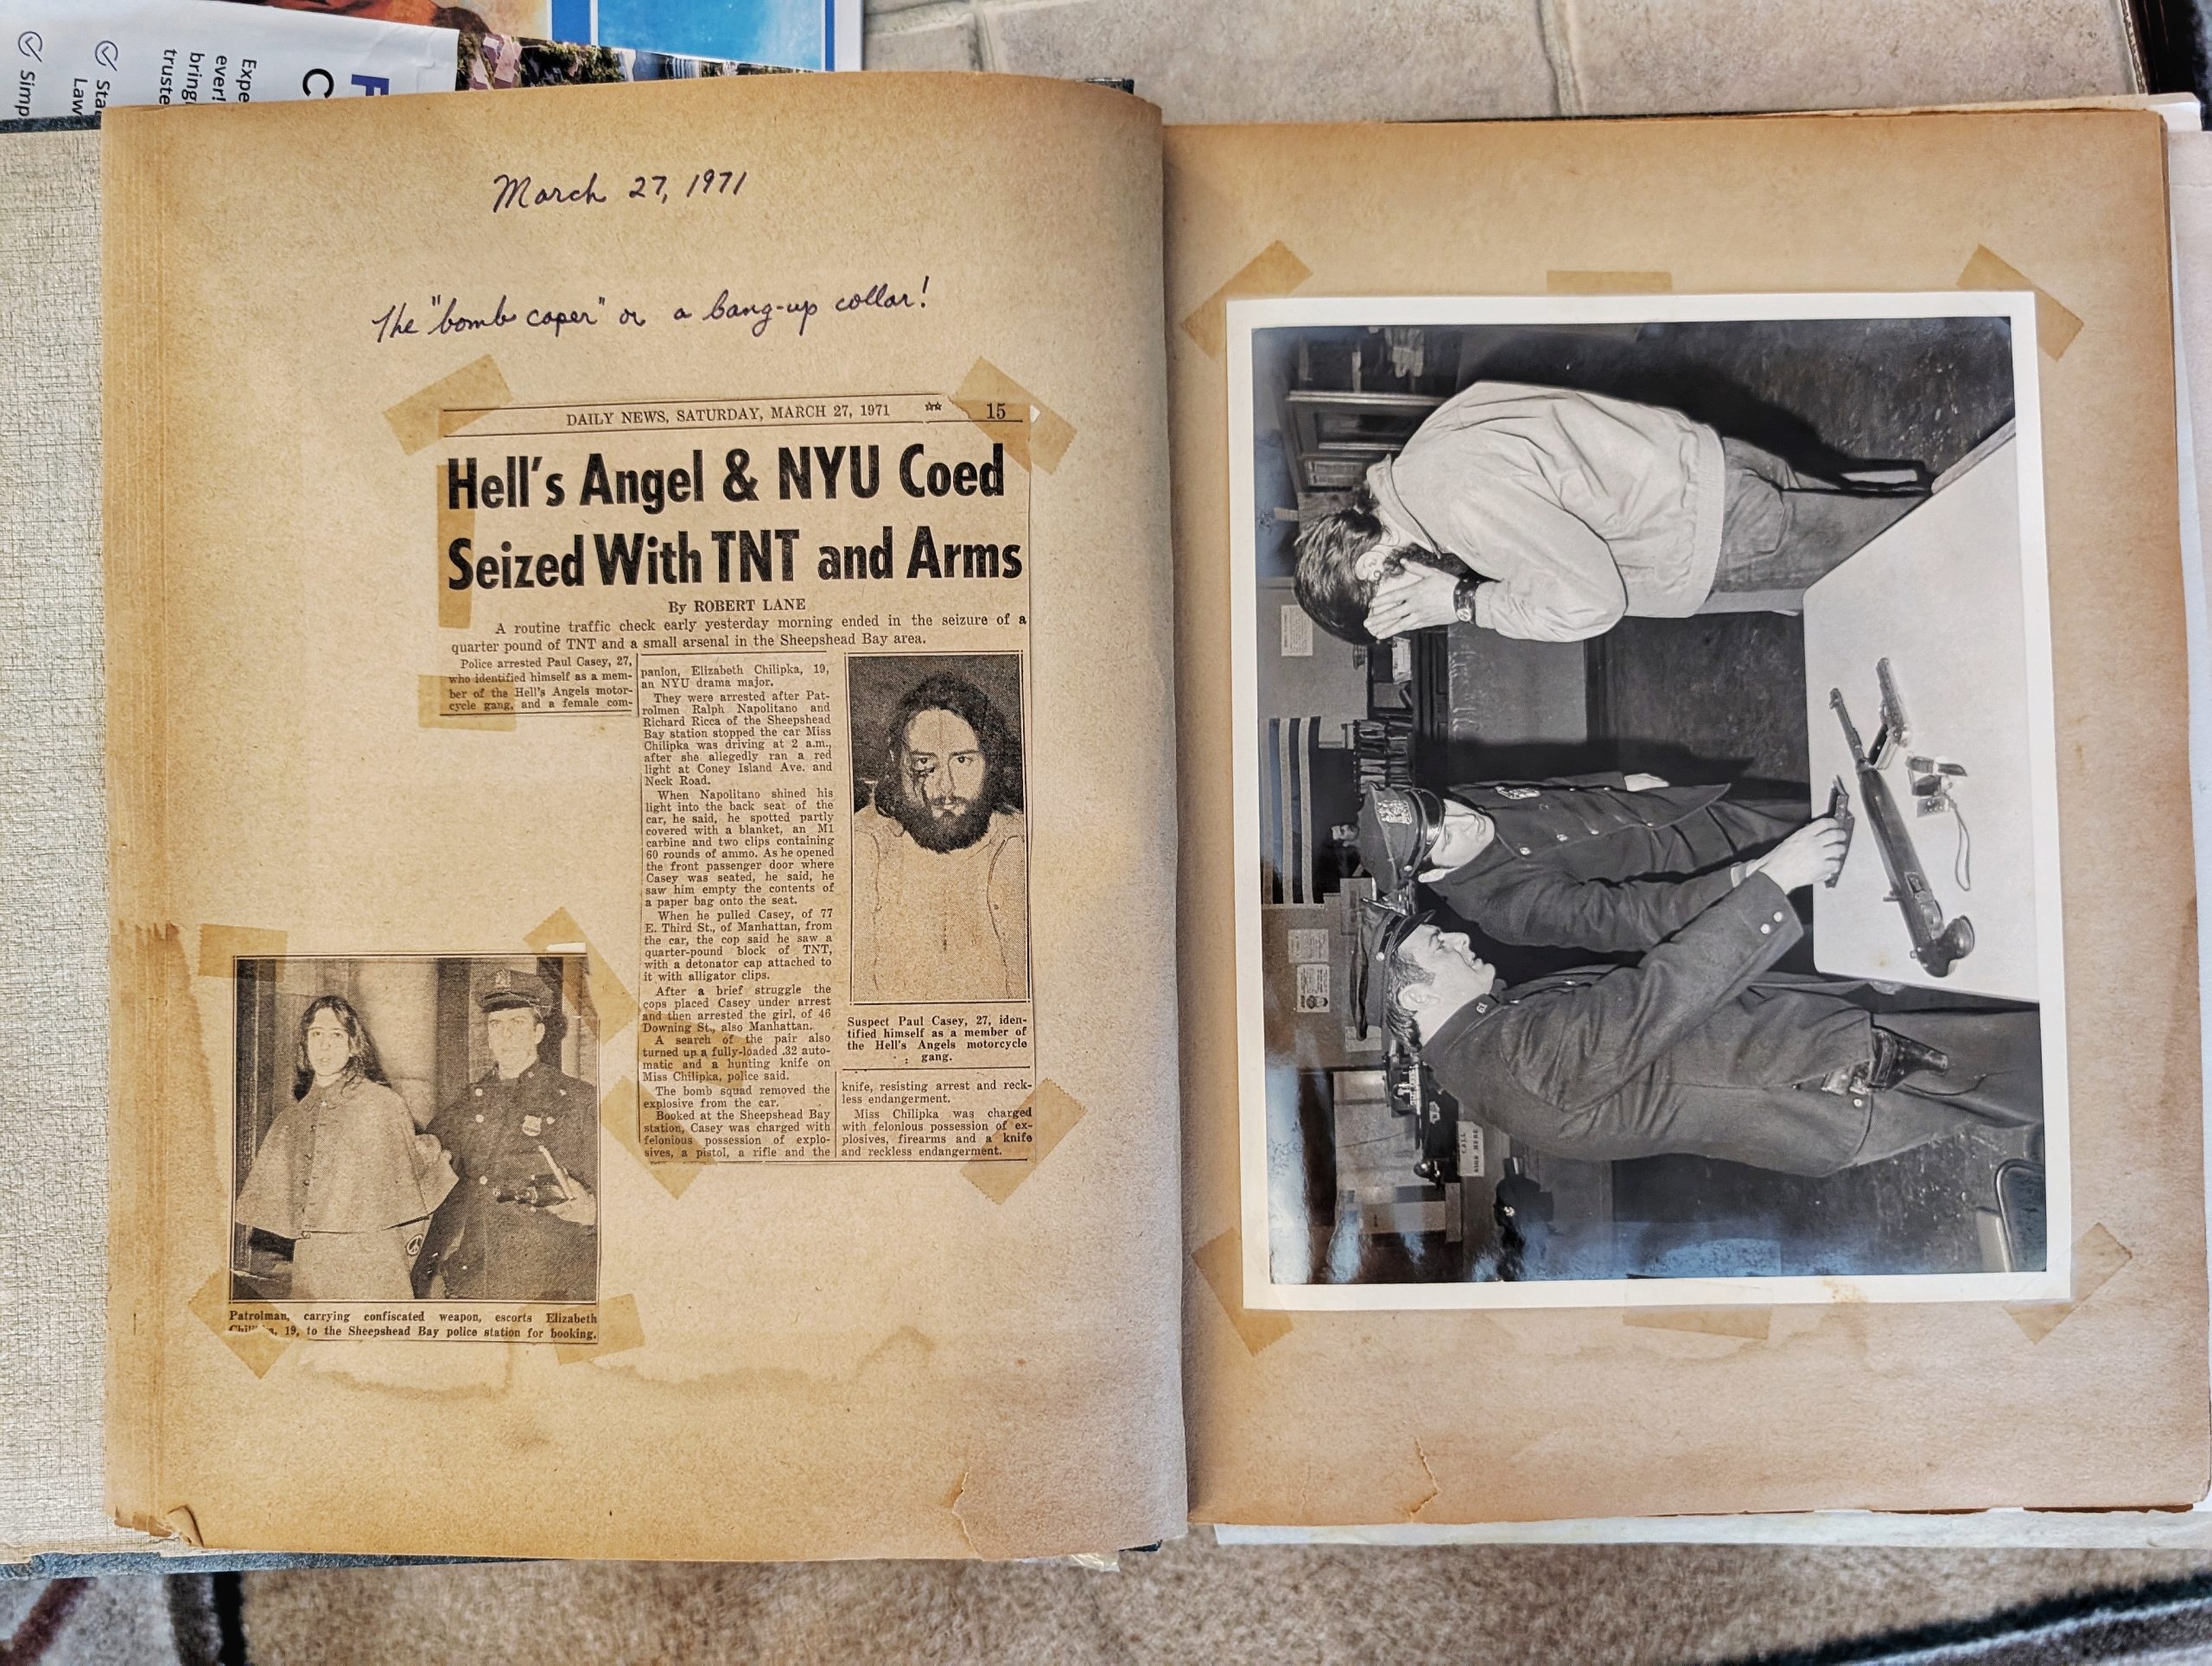 Simp
Sta
Law
Expe
ever!
bring
truste
F
C
March 27, 1971
The "bomb caper" or a bang-up collar!
DAILY NEWS, SATURDAY, MARCH 27, 1971
15
Hell's Angel & NYU Coed
Seized With TNT and Arms
By ROBERT LANE
A routine traffic check early yesterday morning ended in the seizure of a
quarter pound of TNT and a small arsenal in the Sheepshead Bay area.
Police arrested Paul Casey, 27,
who identified himself as a mem-
ber of the Hell's Angels motor-
cycle gang, and a female com-
panion, Elizabeth Chilipka, 19,
an NYU drama major.
They were arrested after Pat-
rolmen Ralph Napolitano and
Richard Ricca of the Sheepshead
Bay station stopped the car Miss
Chilipka was driving at 2 a.m.,
after she allegedly ran a red
light at Coney Island Ave. and
Neck Road.
When Napolitano shined his
light into the back seat of the
car, he said, he spotted partly
covered with a blanket, an M1
carbine and two clips containing
60 rounds of ammo. As he opened
the front passenger door where
Casey was seated, he said, he
saw him empty the contents of
a paper bag onto the seat.
When he pulled Casey, of 77
E. Third St., of Manhattan, from
the car, the cop said he saw a
quarter-pound block of TNT,
with a detonator cap attached to
it with alligator clips.
After a brief struggle the
cops placed Casey under arrest
and then arrested the girl, of 46
Downing St., also Manhattan.
A search of the pair also
turned up a fully-loaded .32 auto-
matic and a hunting knife on
Miss Chilipka, police said.
The bomb squad removed the
explosive from the car.
Booked at the Sheepshead Bay
station, Casey was charged with
felonious possession of explo-
sives, a pistol, a rifle and the
knife, resisting arrest and reck-
less endangerment.
Miss Chilipka was charged
with felonious possession of ex-
plosives, firearms and a knife
and reckless endangerment.
Suspect Paul Casey, 27, iden-
tified himself as a member of
the Hell's Angels motorcycle
gang.
Patrolman, carrying confiscated weapon, escorts Elizabeth
19, to the Sheepshead Bay police station for booking.